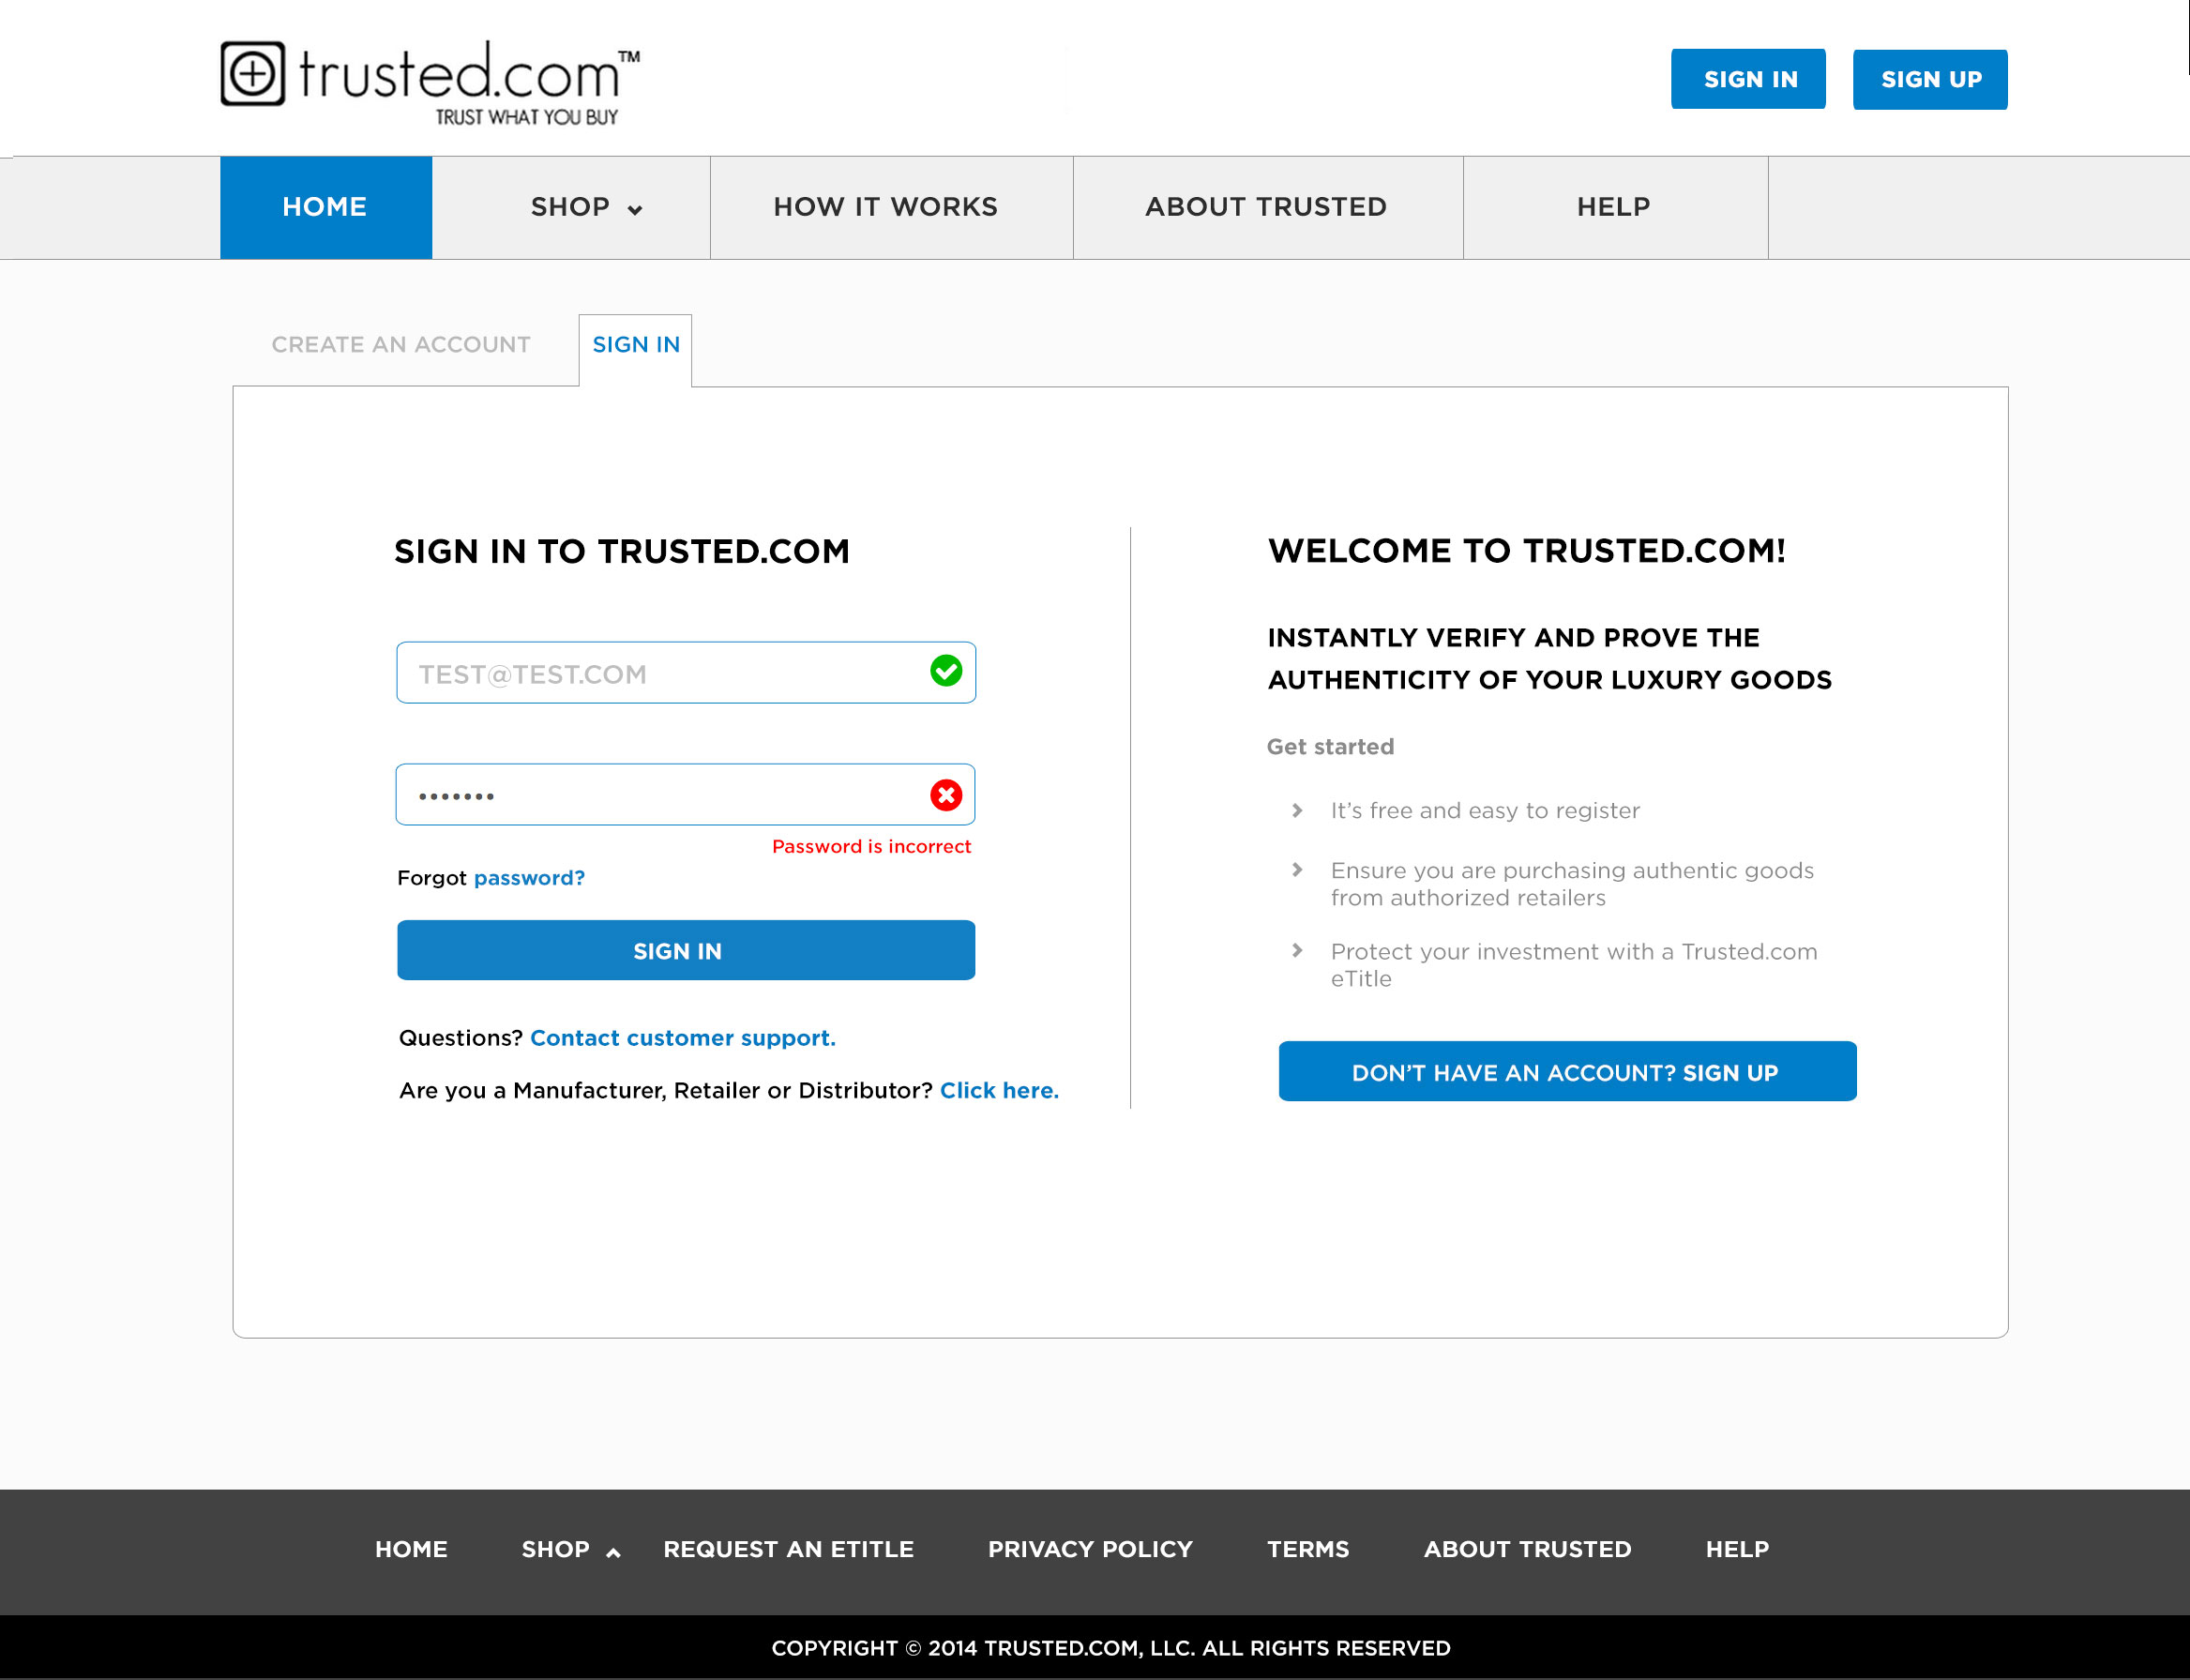 trusted.com™
TRUST WHAT YOU BUY
SIGN IN
SIGN UP
HOME
SHOP
HOW IT WORKS
ABOUT TRUSTED
HELP
CREATE AN ACCOUNT
SIGN IN
SIGN IN TO TRUSTED.COM
TEST@TEST.COM
•••••••
Password is incorrect
Forgot password?
SIGN IN
Questions? Contact customer support.
Are you a Manufacturer, Retailer or Distributor? Click here.
WELCOME TO TRUSTED.COM!
INSTANTLY VERIFY AND PROVE THE
AUTHENTICITY OF YOUR LUXURY GOODS
Get started
It’s free and easy to register
Ensure you are purchasing authentic goods
from authorized retailers
Protect your investment with a Trusted.com
eTitle
DON’T HAVE AN ACCOUNT? SIGN UP
HOME
SHOP
REQUEST AN ETITLE
PRIVACY POLICY
TERMS
ABOUT TRUSTED
HELP
COPYRIGHT © 2014 TRUSTED.COM, LLC. ALL RIGHTS RESERVED